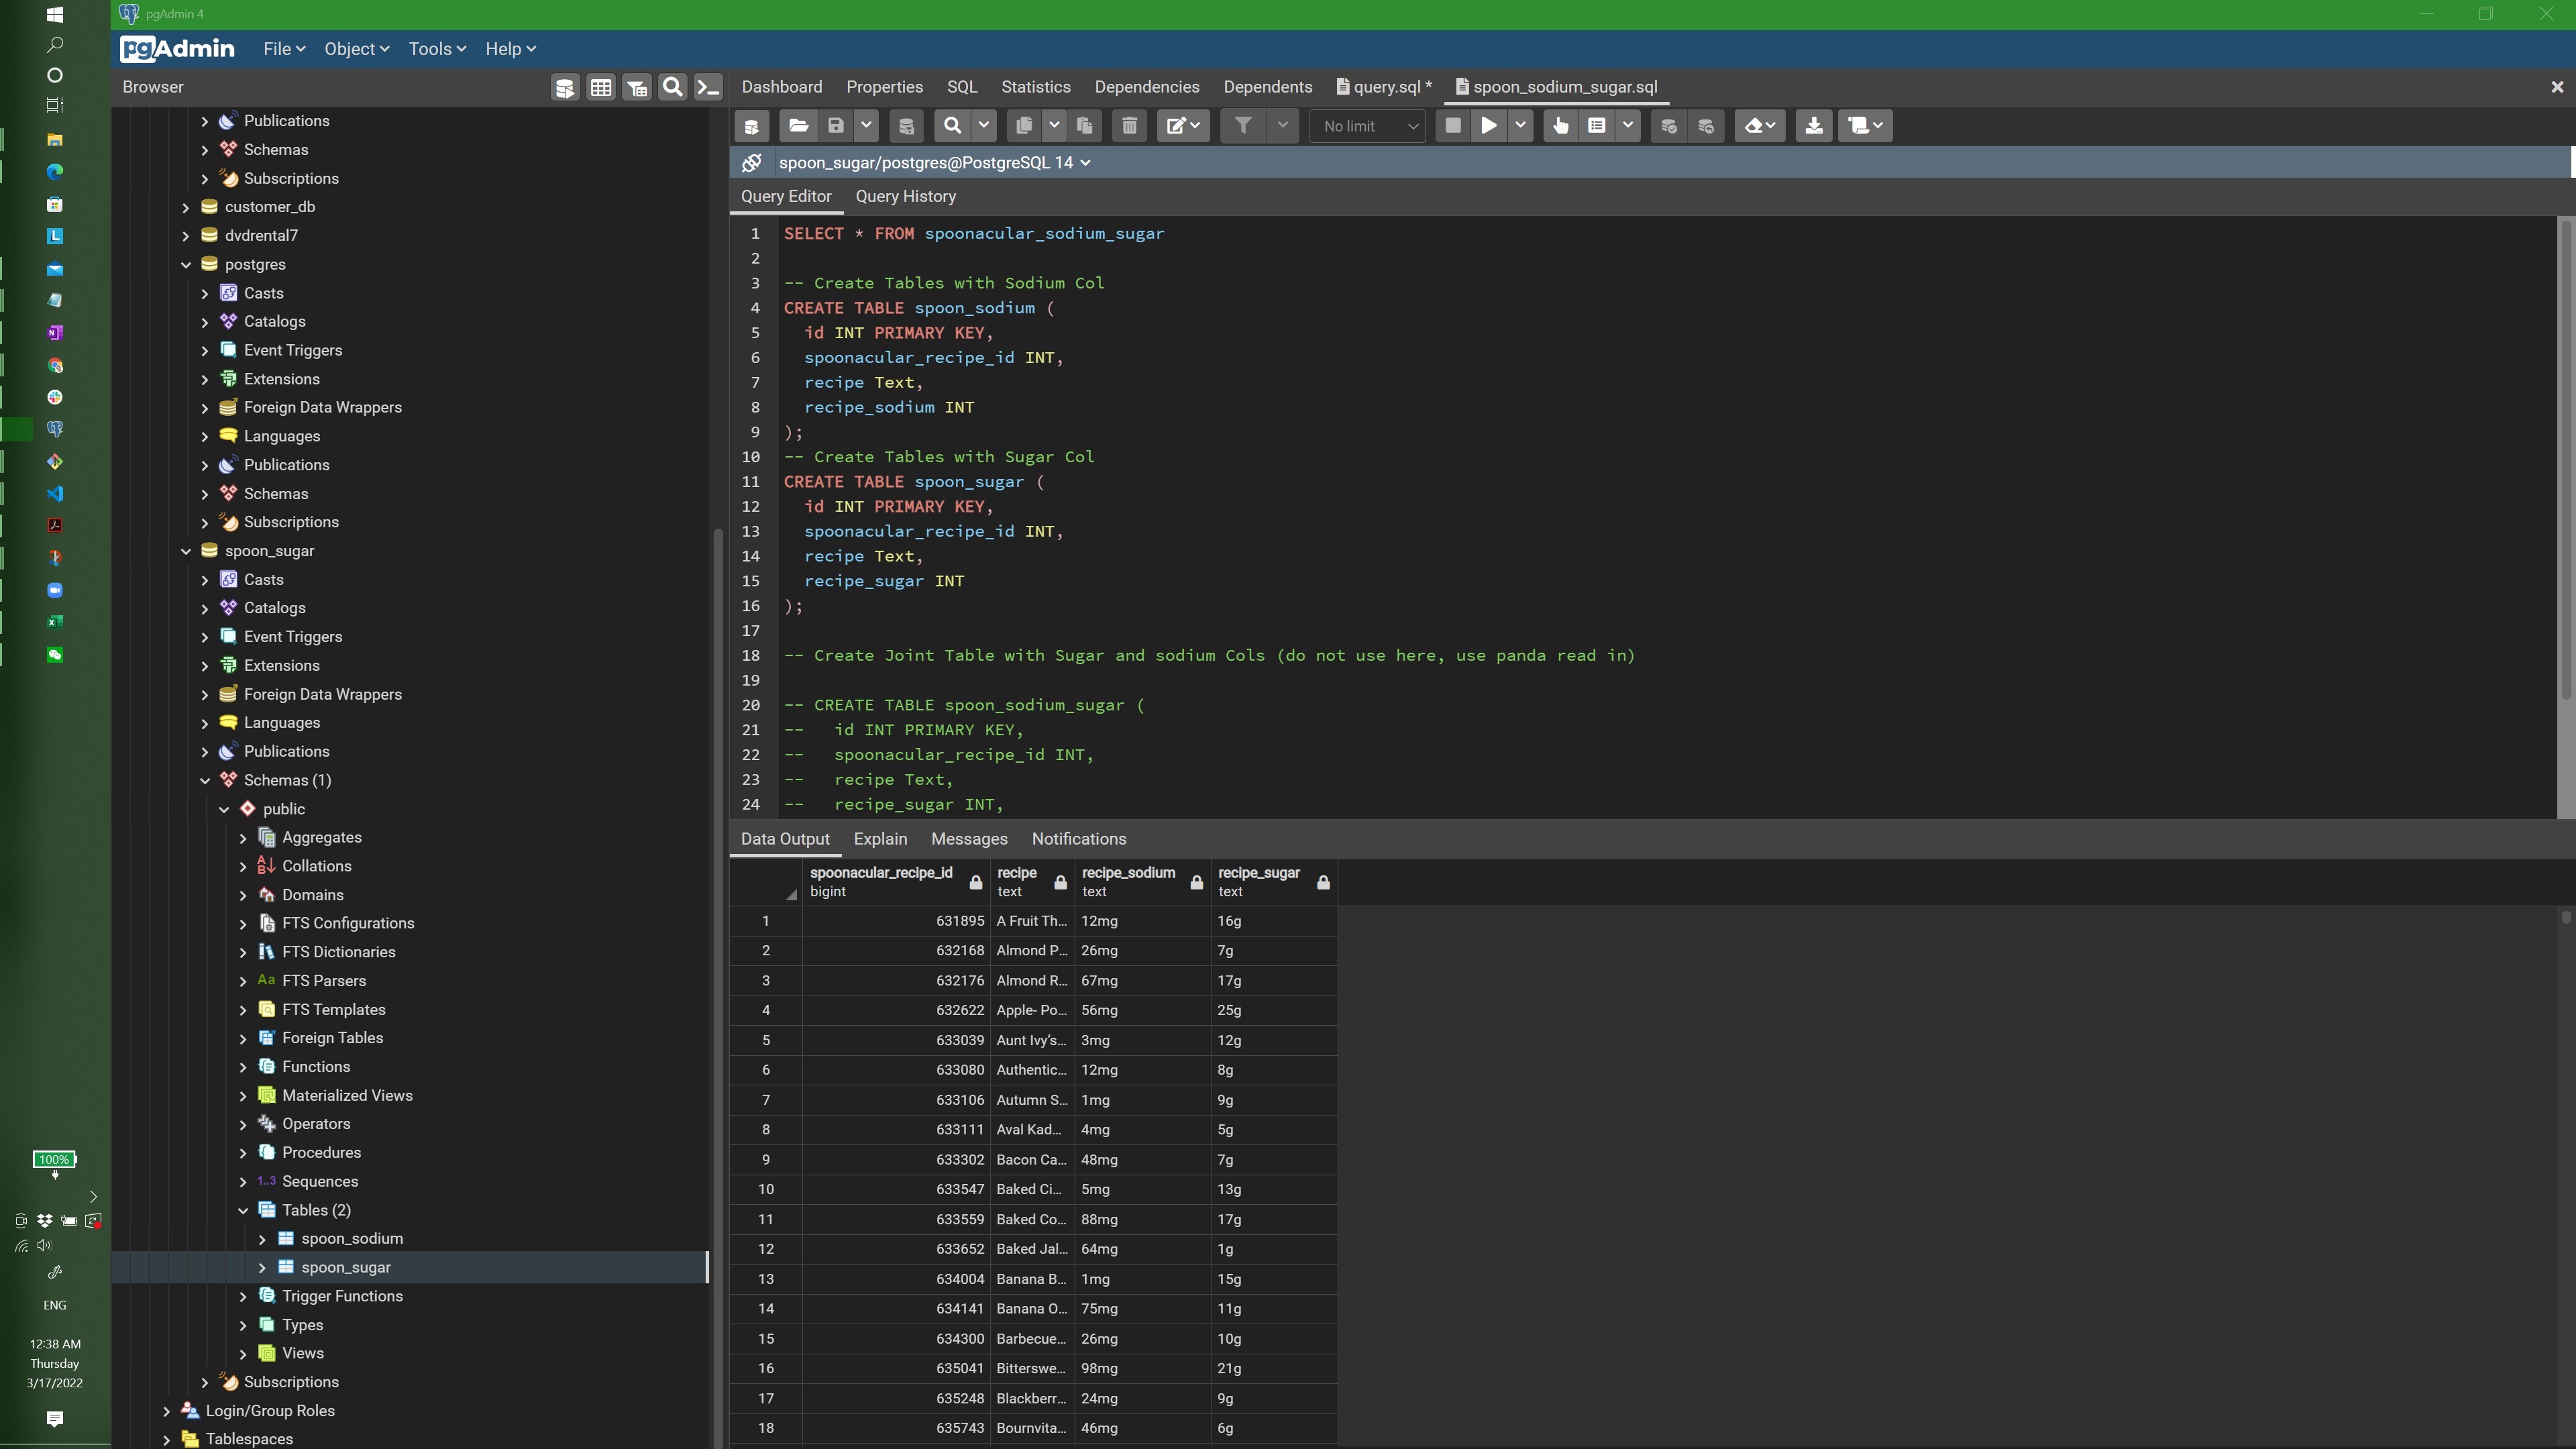 pgAdmin 4
pgAdmin File Object Tools Help
Browser
Dashboard Properties SQL Statistics Dependencies Dependents query.sql * spoon_sodium_sugar.sql
No limit
spoon_sugar/postgres@PostgreSQL 14
Query Editor Query History
Publications
Schemas
Subscriptions
customer_db
dvdrental7
postgres
Casts
Catalogs
Event Triggers
Extensions
Foreign Data Wrappers
Languages
Publications
Schemas
Subscriptions
spoon_sugar
Casts
Catalogs
Event Triggers
Extensions
Foreign Data Wrappers
Languages
Publications
Schemas (1)
public
Aggregates
Collations
Domains
FTS Configurations
FTS Dictionaries
Aa FTS Parsers
FTS Templates
Foreign Tables
Functions
Materialized Views
Operators
Procedures
1..3 Sequences
Tables (2)
spoon_sodium
spoon_sugar
Trigger Functions
Types
Views
Subscriptions
Login/Group Roles
Tablespaces
1 SELECT * FROM spoonacular_sodium_sugar
2
3 -- Create Tables with Sodium Col
4 CREATE TABLE spoon_sodium (
5 id INT PRIMARY KEY,
6 spoonacular_recipe_id INT,
7 recipe Text,
8 recipe_sodium INT
9 );
10 -- Create Tables with Sugar Col
11 CREATE TABLE spoon_sugar (
12 id INT PRIMARY KEY,
13 spoonacular_recipe_id INT,
14 recipe Text,
15 recipe_sugar INT
16 );
17
18 -- Create Joint Table with Sugar and sodium Cols (do not use here, use panda read in)
19
20 -- CREATE TABLE spoon_sodium_sugar (
21 -- id INT PRIMARY KEY,
22 -- spoonacular_recipe_id INT,
23 -- recipe Text,
24 -- recipe_sugar INT,
Data Output Explain Messages Notifications
spoonacular_recipe_id recipe recipe_sodium recipe_sugar
bigint text text text
1 631895 A Fruit Th... 12mg 16g
2 632168 Almond P... 26mg 7g
3 632176 Almond R... 67mg 17g
4 632622 Apple- Po... 56mg 25g
5 633039 Aunt Ivy's... 3mg 12g
6 633080 Authentic... 12mg 8g
7 633106 Autumn S... 1mg 9g
8 633111 Aval Kad... 4mg 5g
9 633302 Bacon Ca... 48mg 7g
10 633547 Baked Ci... 5mg 13g
11 633559 Baked Co... 88mg 17g
12 633652 Baked Jal... 64mg 1g
13 634004 Banana B... 1mg 15g
14 634141 Banana O... 75mg 11g
15 634300 Barbecue... 26mg 10g
16 635041 Bitterswe... 98mg 21g
17 635248 Blackberr... 24mg 9g
18 635743 Bournvita... 46mg 6g
100%
ENG
12:38 AM
Thursday
3/17/2022